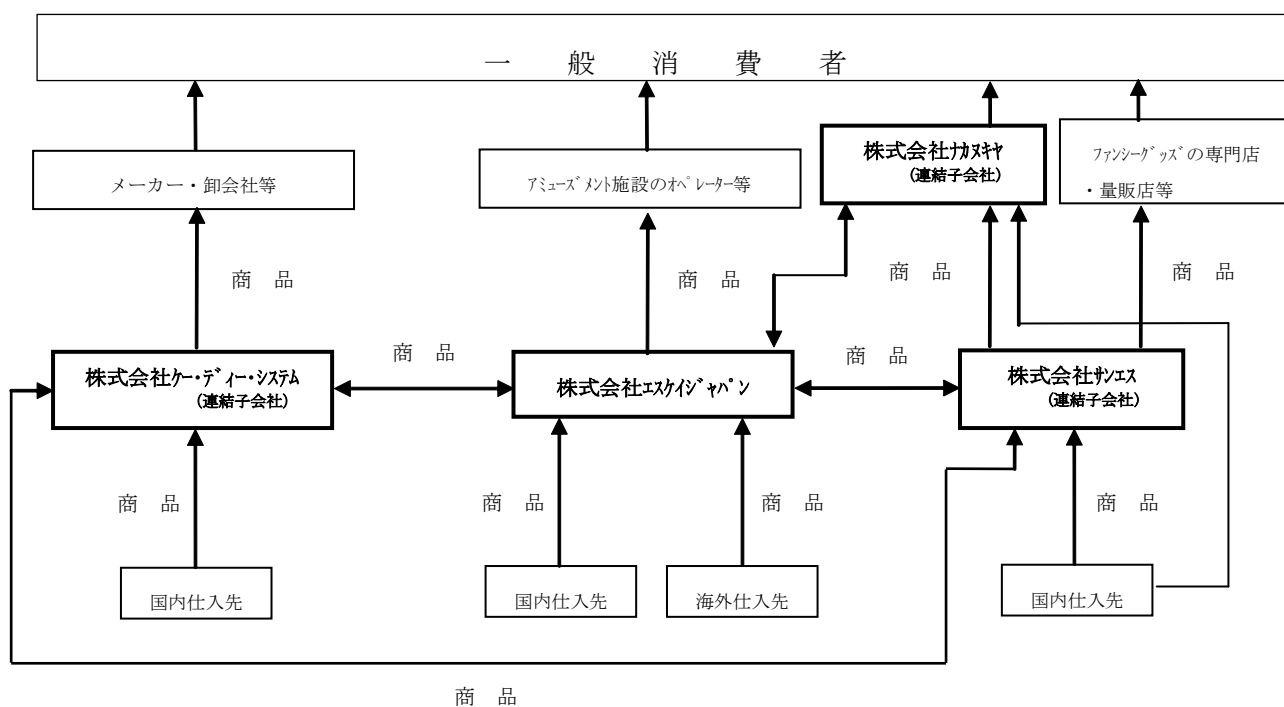 一 般 消 費 者
株式会社ﾅｶﾇｷﾔ
(連結子会社)
ﾌｧﾝｼｰｸﾞｯｽﾞの専門店
・量販店等
メーカー・卸会社等
ｱﾐｭｰｽﾞﾒﾝﾄ施設のｵﾍﾟﾚｰﾀｰ等
商 品
商 品
商 品
商 品
商 品
商 品
株式会社ｹｰ・ﾃﾞｨｰ・ｼｽﾃﾑ
(連結子会社)
株式会社ｴｽｹｲｼﾞｬﾊﾟﾝ
株式会社ｻﾝｴｽ
(連結子会社)
商 品
商 品
商 品
商 品
国内仕入先
国内仕入先
海外仕入先
国内仕入先
商 品